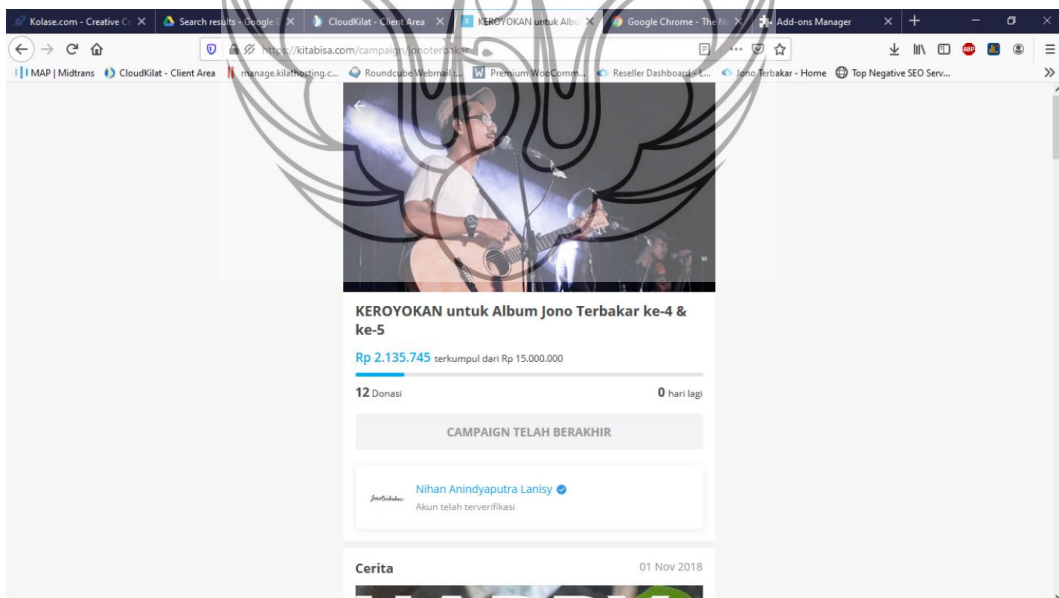 Kolase.com - Creative C
Search results - Google
CloudKilat - Client Area
KEROYOKAN untuk Albu
Google Chrome - The N
Add-ons Manager
https://kitabisa.com/campaign/jonoterbakar
MAP | Midtrans
CloudKilat - Client Area
manage.kilathosting.c...
Roundcube Webmail :...
Premium WooComm...
Reseller Dashboard - L...
Jono Terbakar - Home
Top Negative SEO Serv...
KEROYOKAN untuk Album Jono Terbakar ke-4 &
ke-5
Rp 2.135.745 terkumpul dari Rp 15.000.000
12 Donasi
0 hari lagi
CAMPAIGN TELAH BERAKHIR
Nihan Anindyaputra Lanisy
Akun telah terverifikasi
Cerita
01 Nov 2018